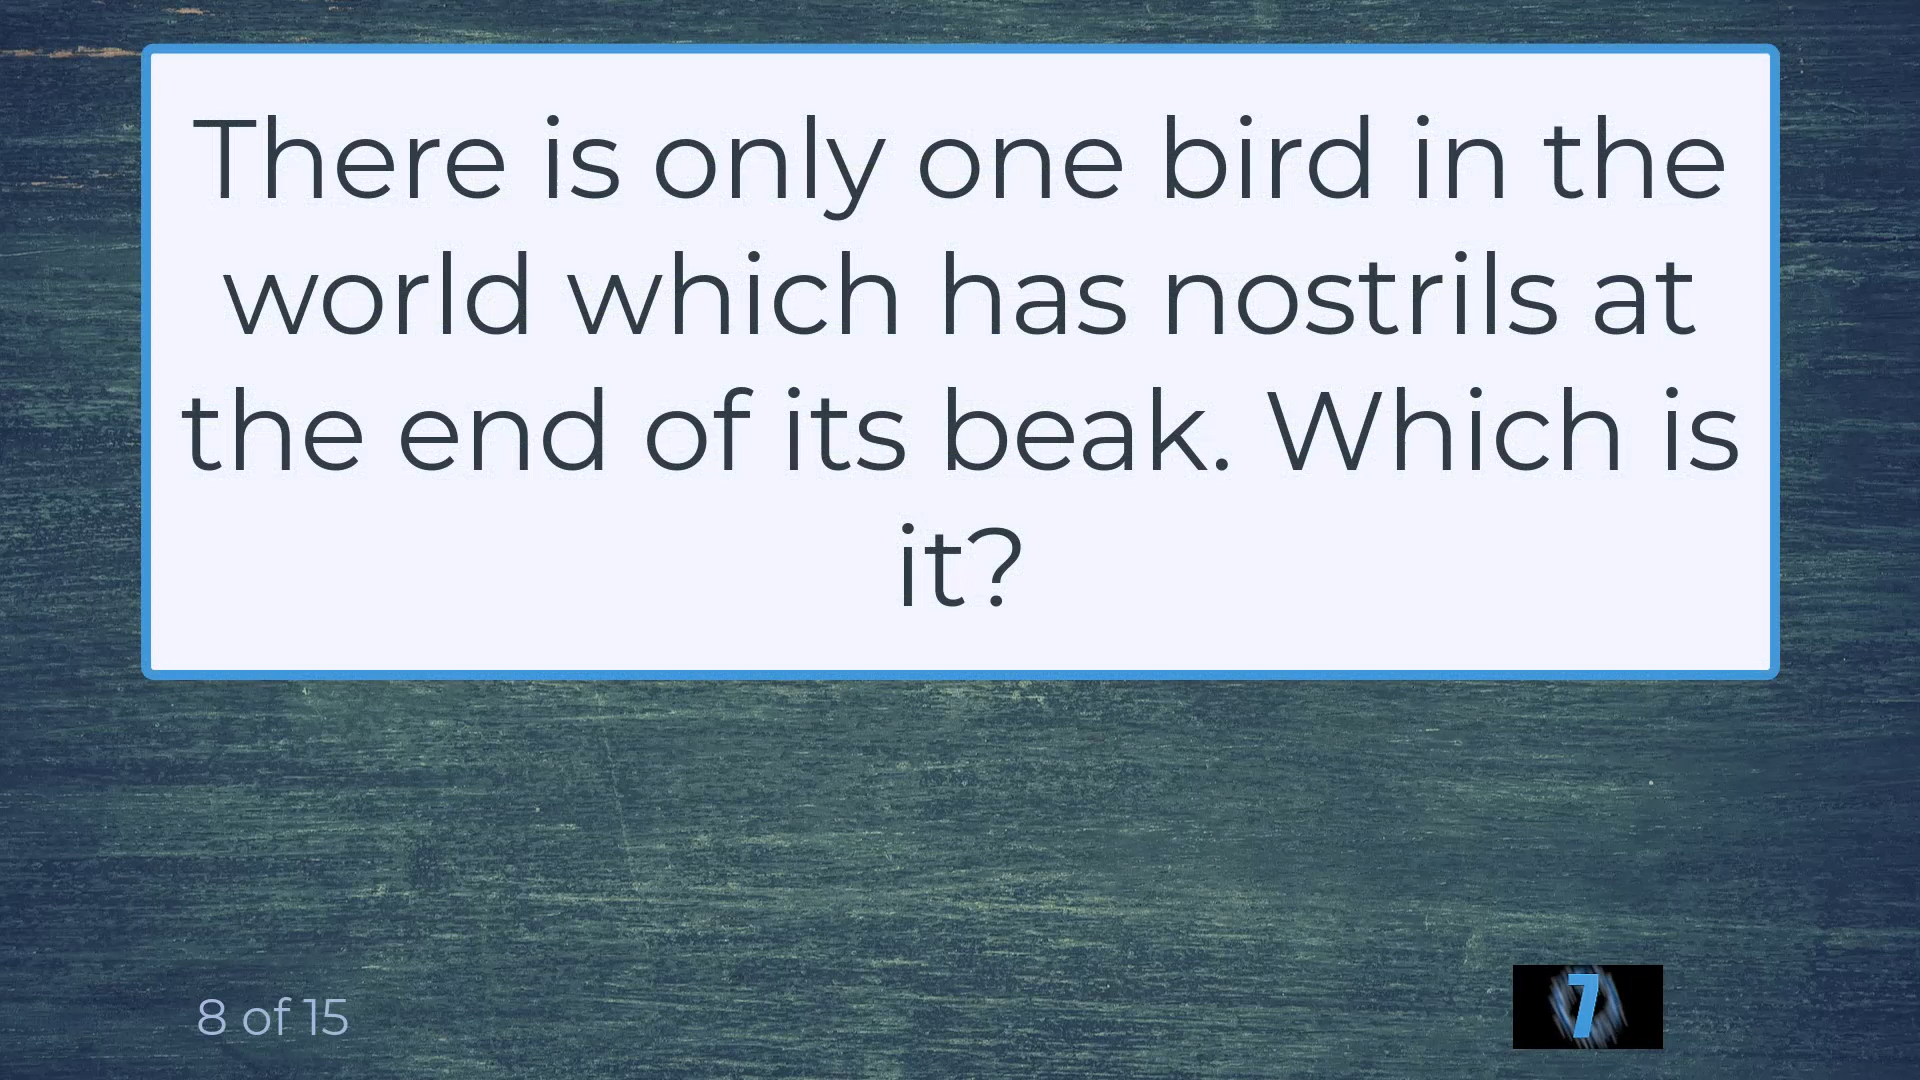 There is only one bird in the
world which has nostrils at
the end of its beak. Which is
it?
8 of 15
7